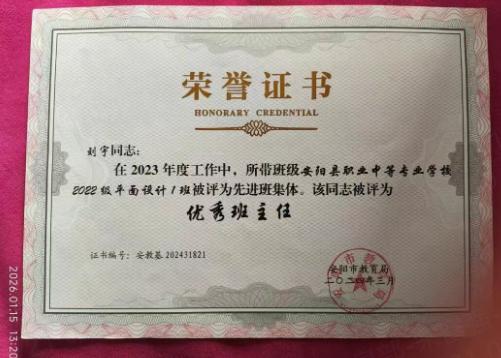 荣誉证书
HONORARY CREDENTIAL
刘宇同志：
在 2023 年度工作中，所带班级安阳县职业中等专业学校
2022级平面设计1班被评为先进班集体。该同志被评为
优秀班主任
证书编号：安教基 202431821
安阳市教育局
二〇二四年三月
2026.01.15 13:20